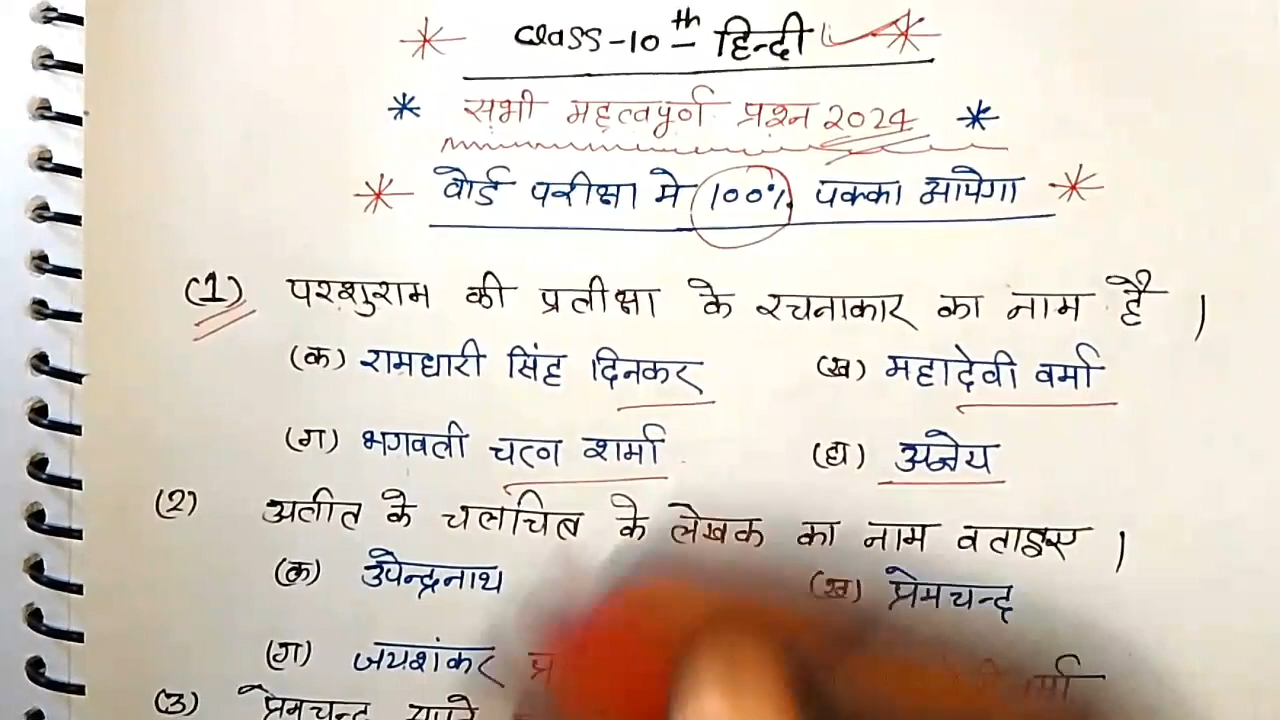 Class-10th हिन्दी
सभी महत्वपूर्ण प्रश्न 2024
वोर्ड परीक्षा मे 100% पक्का आयेगा
(1) परशुराम की प्रतीक्षा के रचनाकार का नाम है ।
(क) रामधारी सिंह दिनकर (ख) महादेवी वर्मा
(ग) भगवती चरण शर्मा (घ) अज्ञेय
(2) अतीत के चलचित्र के लेखक का नाम वताइए ।
(क) उपेन्द्रनाथ (ख) प्रेमचन्द्र
(ग) जयशंकर
(3) प्रेमचन्द